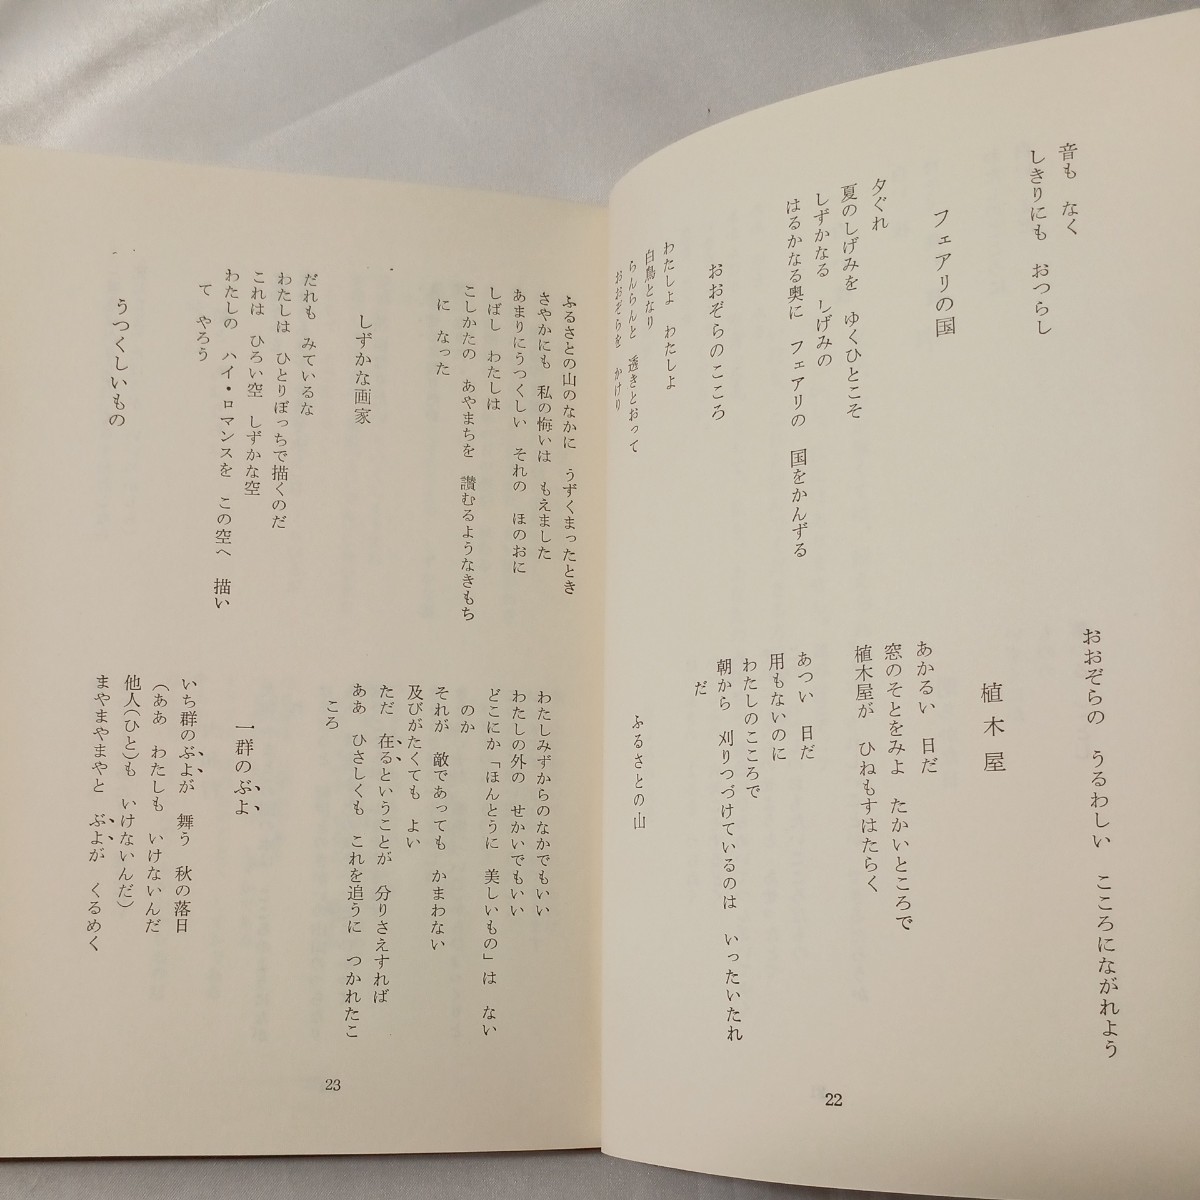 音も　なく
しきりにも　おつらし
フェアリの国
夕ぐれ
夏のしげみを　ゆくひとこそ
しずかなる　しげみの
はるかなる奥に　フェアリの　国をかんずる
おおぞらのこころ
わたしよ　わたしよ
白鳥となり
らんらんと　透きとおって
おおぞらを　かけり
おおぞらの　うるわしい　こころにながれよう
植木屋
あかるい　日だ
窓のそとをみよ　たかいところで
植木屋が　ひねもすはたらく
あつい　日だ
用もないのに
わたしのこころで
朝から　刈りつづけているのは　いったいたれ
だ
ふるさとの山
22
ふるさとの山のなかに　うずくまったとき
さやかにも　私の悔いは　もえました
あまりにうつくしい　それの　ほのおに
しばし　わたしは
こしかたの　あやまちを　讃むるようなきもち
に　なった
しずかな画家
だれも　みているな
わたしは　ひとりぼっちで描くのだ
これは　ひろい空　しずかな空
わたしの　ハイ・ロマンスを　この空へ　描い
て　やろう
うつくしいもの
わたしみずからのなかでもいい
わたしの外の　せかいでもいい
どこにか「ほんとうに　美しいもの」は　ない
のか
それが　敵であっても　かまわない
及びがたくても　よい
ただ　在るということが　分りさえすれば
ああ　ひさしくも　これを追うに　つかれたこ
ころ
一群のぶよ
いち群のぶよが　舞う　秋の落日
（ああ　わたしも　いけないんだ
他人（ひと）も　いけないんだ）
まやまやまやと　ぶよが　くるめく
23